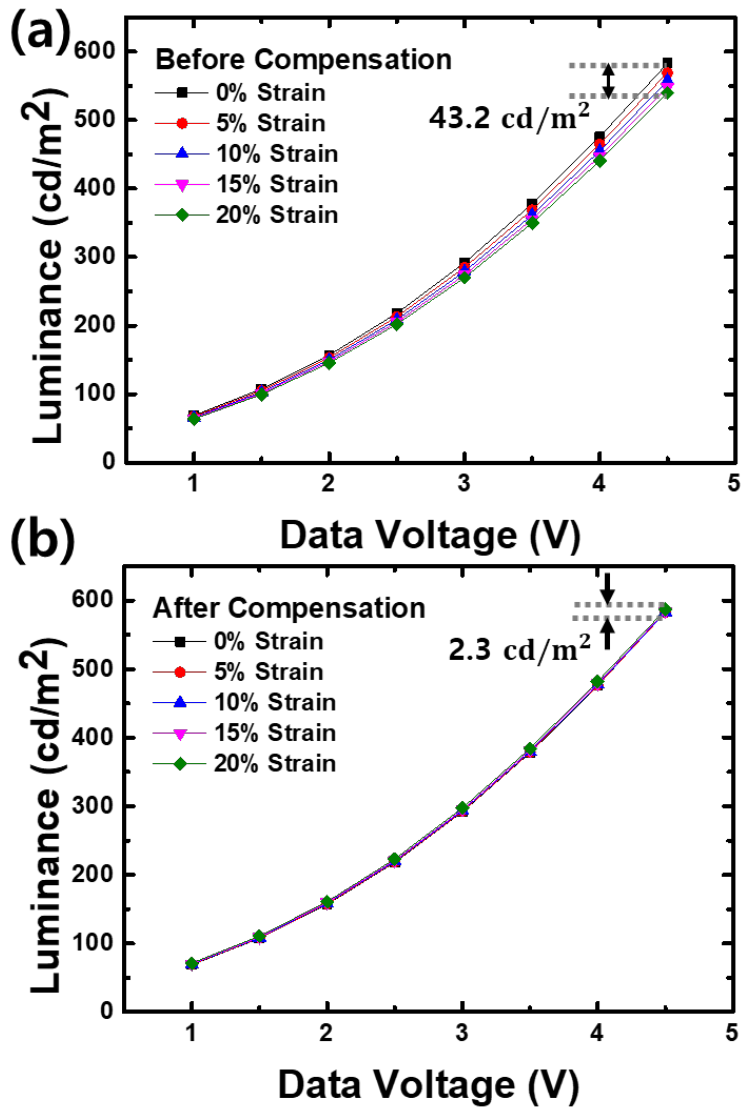 (a)
Before Compensation
0% Strain
5% Strain
10% Strain
15% Strain
20% Strain
43.2 cd/m²
Luminance (cd/m²)
600
500
400
300
200
100
0
1 2 3 4 5
Data Voltage (V)
(b)
After Compensation
0% Strain
5% Strain
10% Strain
15% Strain
20% Strain
2.3 cd/m²
Luminance (cd/m²)
600
500
400
300
200
100
0
1 2 3 4 5
Data Voltage (V)